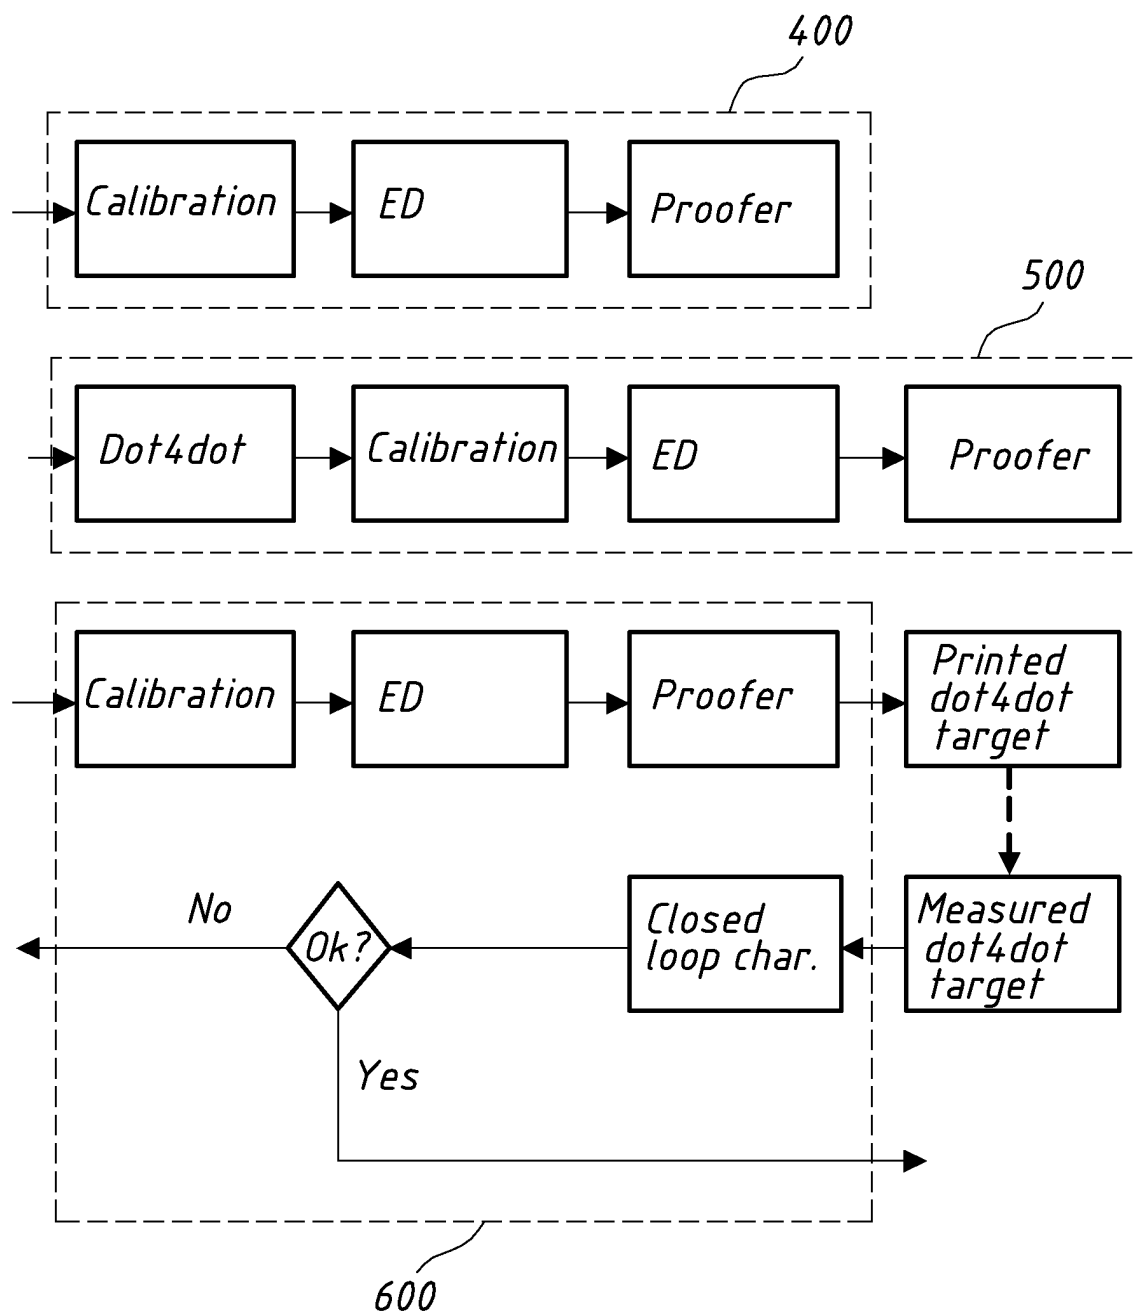 400
Calibration
ED
Proofer
500
Dot4dot
Calibration
ED
Proofer
Calibration
ED
Proofer
Printed
dot4dot
target
No
Ok?
Closed
loop char.
Measured
dot4dot
target
Yes
600